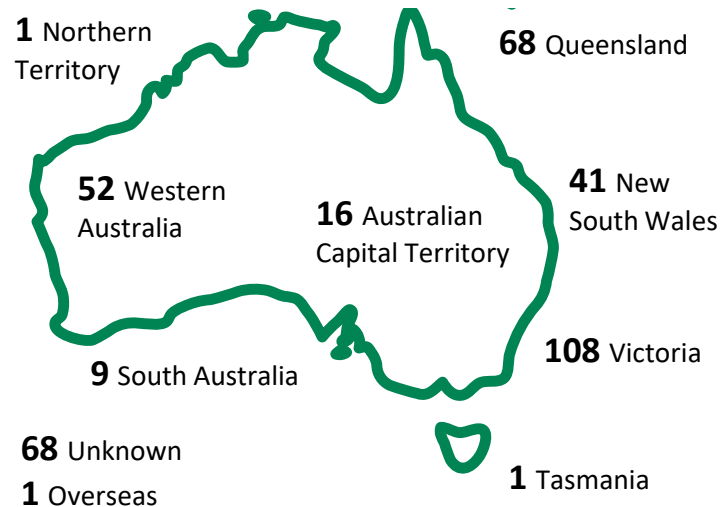 1 Northern
Territory
68 Queensland
52 Western
Australia
16 Australian
Capital Territory
41 New
South Wales
9 South Australia
108 Victoria
68 Unknown
1 Overseas
1 Tasmania